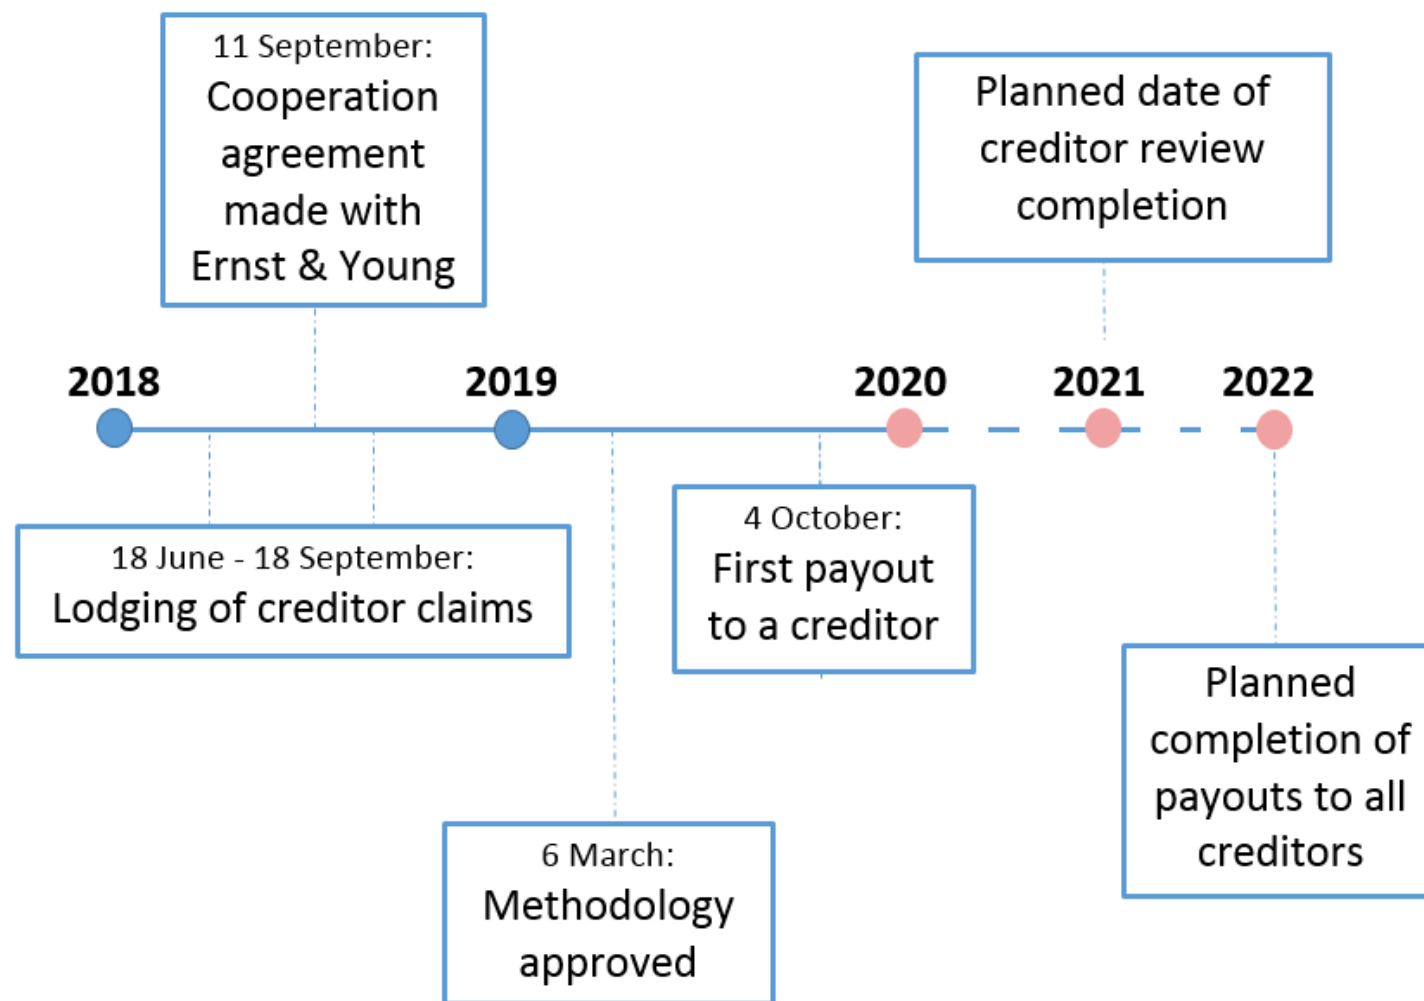 11 September:
Cooperation
agreement
made with
Ernst & Young
Planned date of
creditor review
completion
2018
2019
2020
2021
2022
18 June - 18 September:
Lodging of creditor claims
4 October:
First payout
to a creditor
6 March:
Methodology
approved
Planned
completion of
payouts to all
creditors